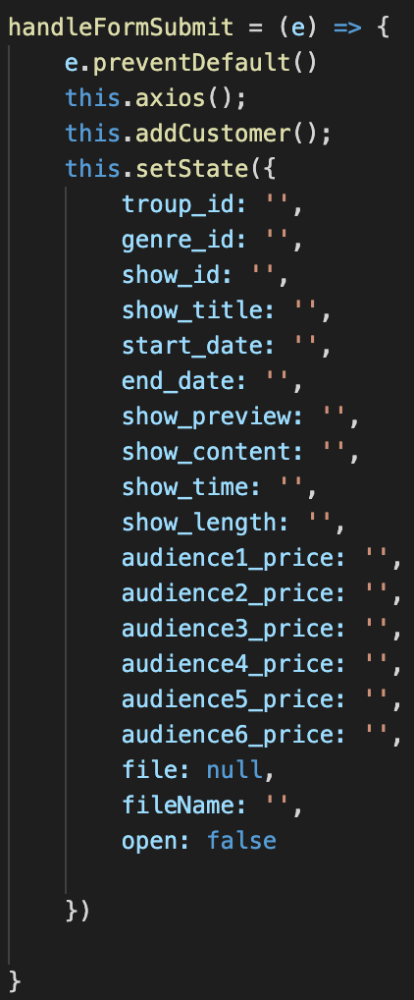 handleFormSubmit = (e) => {
    e.preventDefault()
    this.axios();
    this.addCustomer();
    this.setState({
        troup_id: '',
        genre_id: '',
        show_id: '',
        show_title: '',
        start_date: '',
        end_date: '',
        show_preview: '',
        show_content: '',
        show_time: '',
        show_length: '',
        audience1_price: '',
        audience2_price: '',
        audience3_price: '',
        audience4_price: '',
        audience5_price: '',
        audience6_price: '',
        file: null,
        fileName: '',
        open: false
    })
}